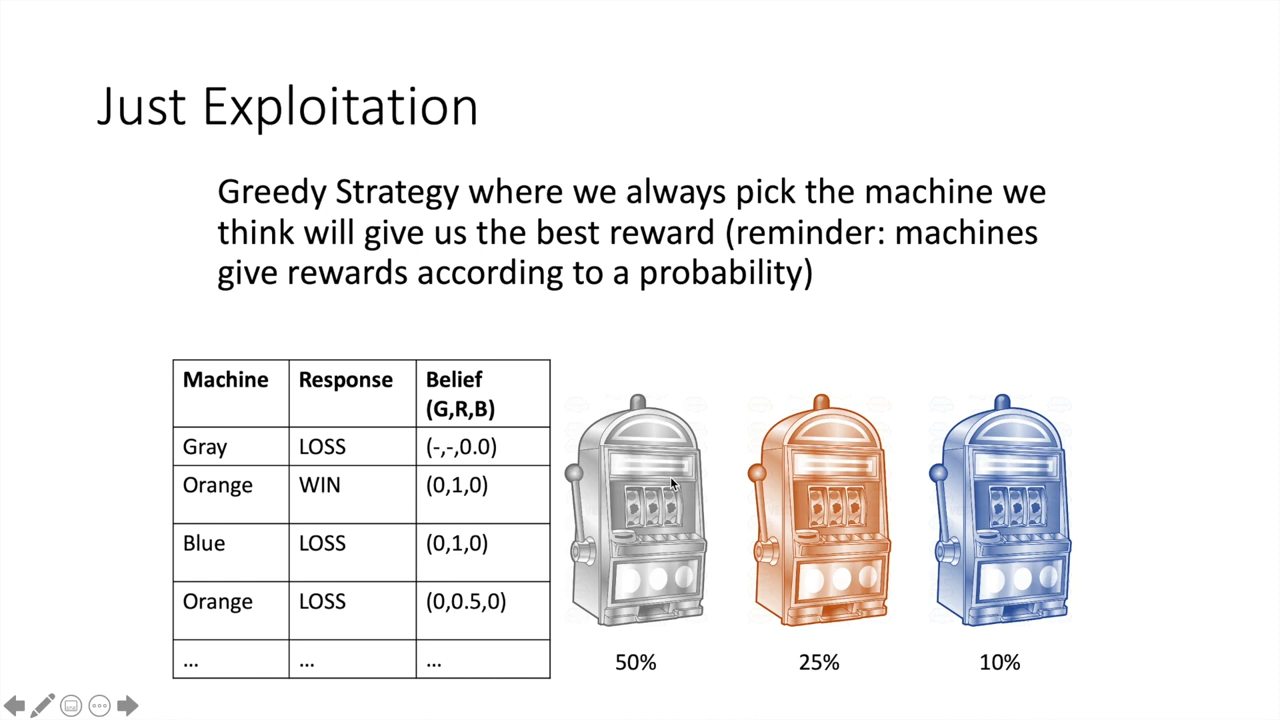 Just Exploitation
Greedy Strategy where we always pick the machine we
think will give us the best reward (reminder: machines
give rewards according to a probability)
Machine Response Belief
(G,R,B)
Gray LOSS (-,-,0.0)
Orange WIN (0,1,0)
Blue LOSS (0,1,0)
Orange LOSS (0,0.5,0)
... ... ...
50% 25% 10%